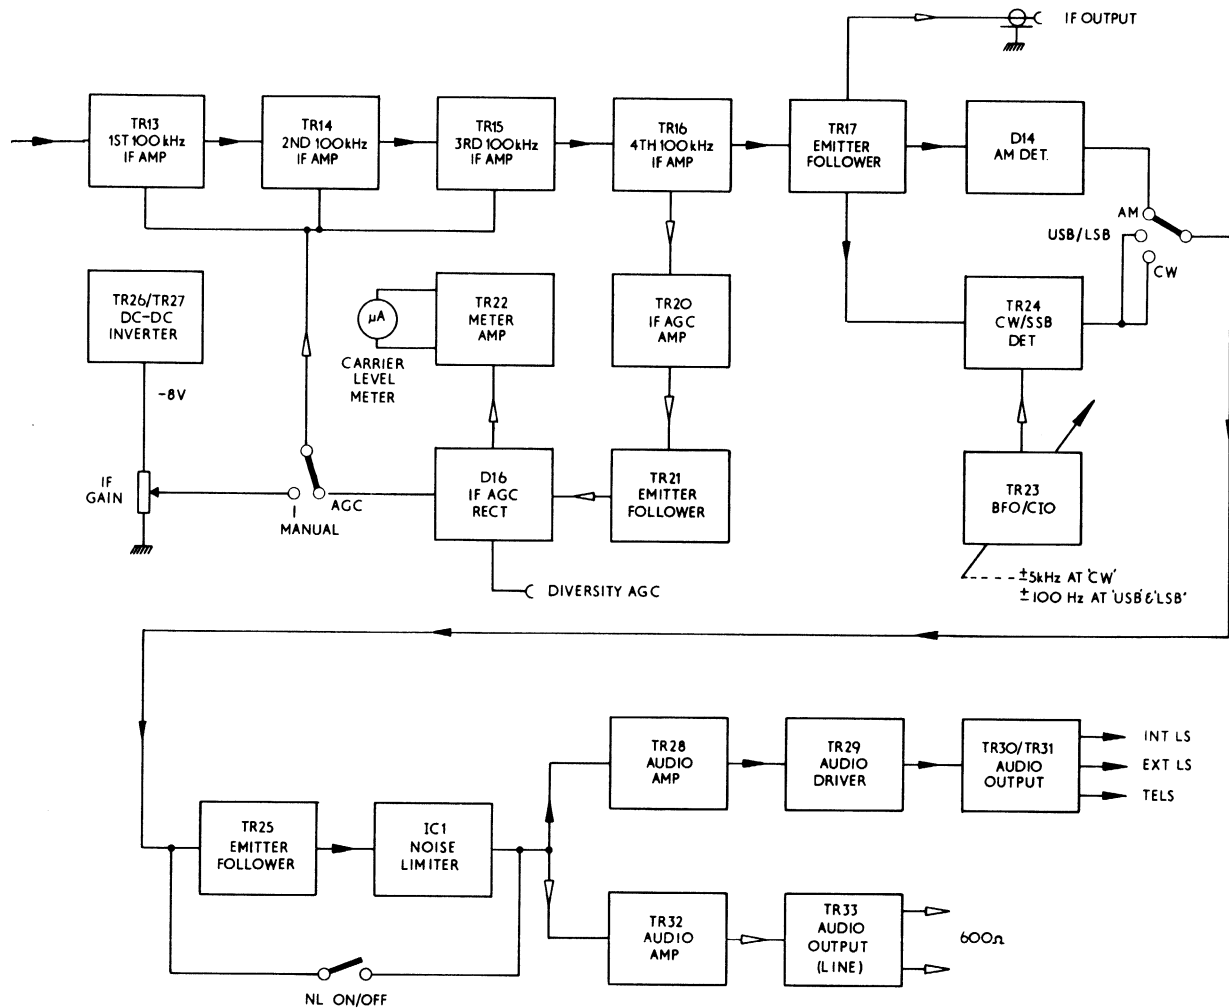 IF OUTPUT
TR13
1ST 100kHz
IF AMP
TR14
2ND 100kHz
IF AMP
TR15
3RD 100kHz
IF AMP
TR16
4TH 100kHz
IF AMP
TR17
EMITTER
FOLLOWER
D14
AM DET.
AM
USB/LSB
CW
TR26/TR27
DC-DC
INVERTER
-8V
μA
CARRIER
LEVEL
METER
TR22
METER
AMP
TR20
IF AGC
AMP
TR24
CW/SSB
DET
IF
GAIN
MANUAL
AGC
D16
IF AGC
RECT
TR21
EMITTER
FOLLOWER
TR23
BFO/CIO
DIVERSITY AGC
±5kHz AT 'CW'
±100 Hz AT 'USB' & 'LSB'
TR25
EMITTER
FOLLOWER
IC1
NOISE
LIMITER
NL ON/OFF
TR28
AUDIO
AMP
TR29
AUDIO
DRIVER
TR30/TR31
AUDIO
OUTPUT
INT LS
EXT LS
TELS
TR32
AUDIO
AMP
TR33
AUDIO
OUTPUT
(LINE)
600Ω